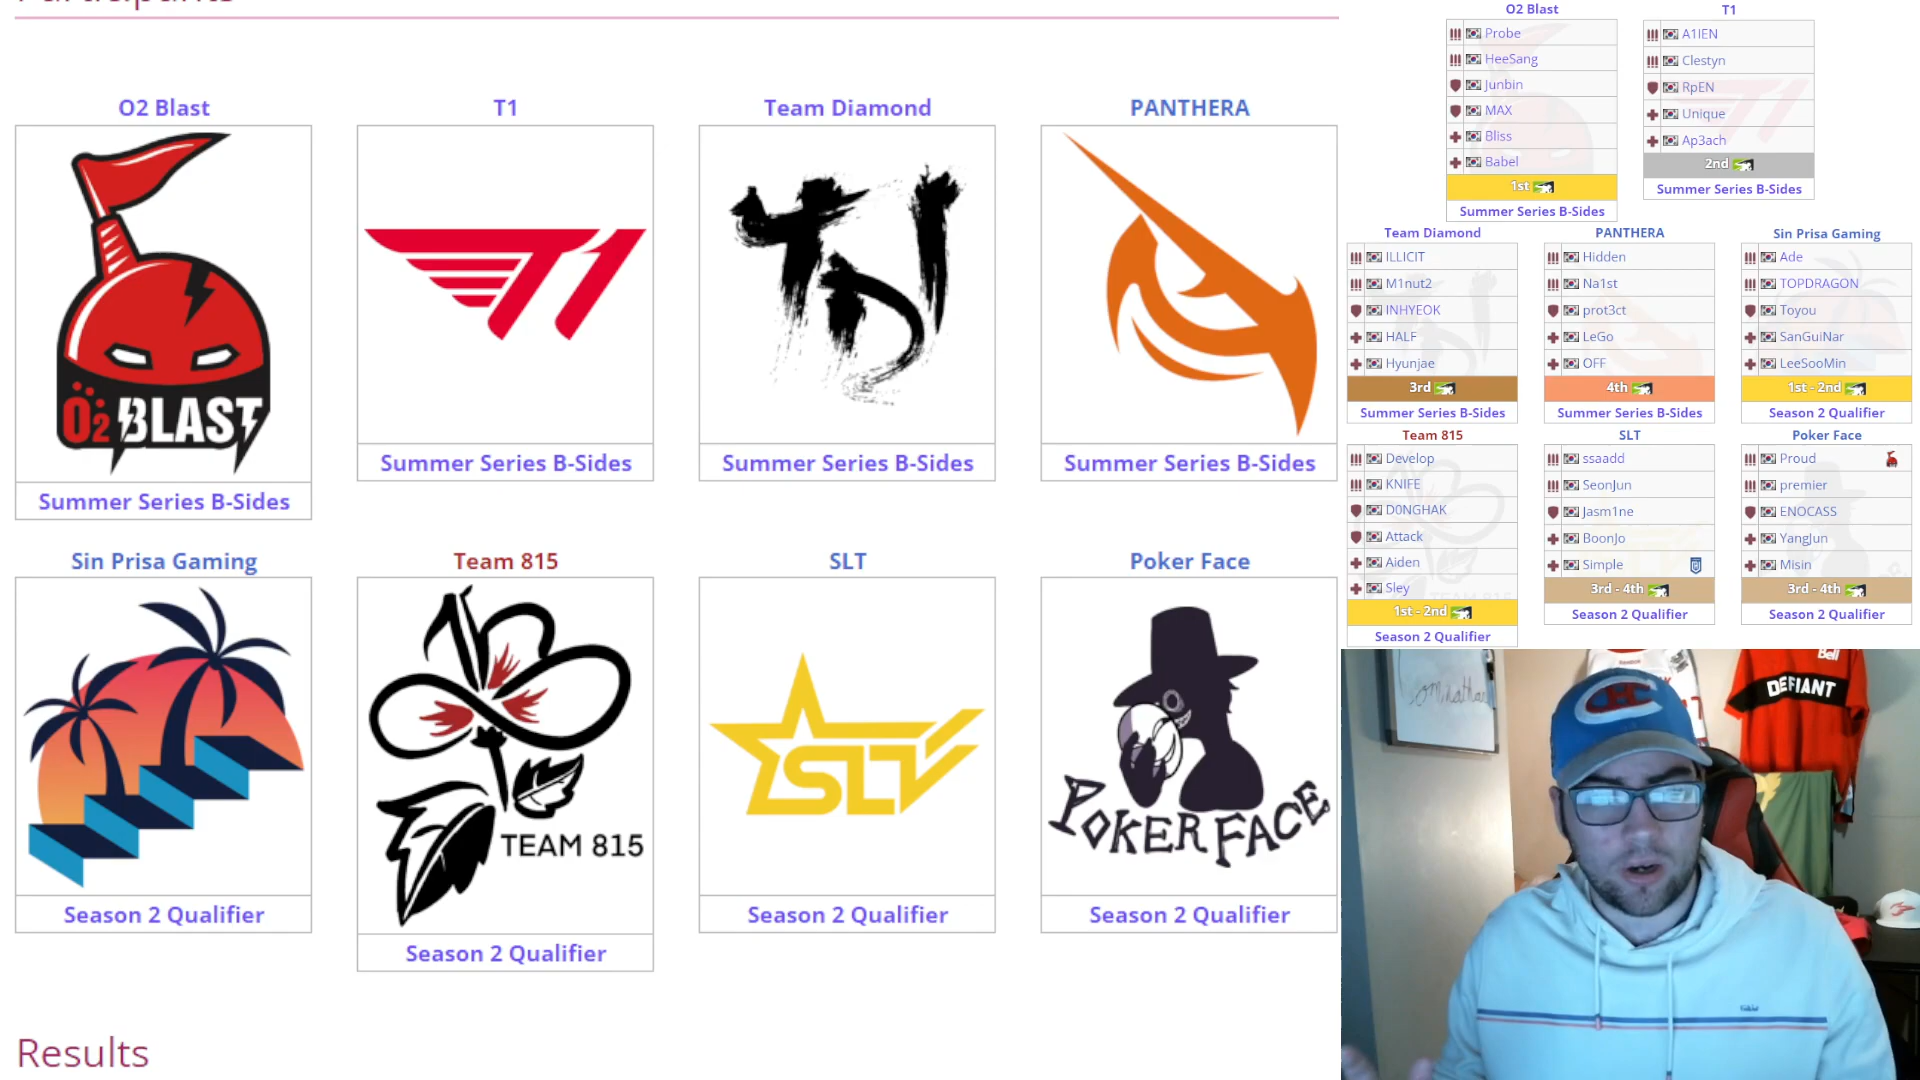 Participants
O2 Blast
T1
Team Diamond
PANTHERA
O2 BLAST
T1
Summer Series B-Sides
Summer Series B-Sides
Summer Series B-Sides
Summer Series B-Sides
Sin Prisa Gaming
Team 815
SLT
Poker Face
TEAM 815
SLT
POKER FACE
Season 2 Qualifier
Season 2 Qualifier
Season 2 Qualifier
Season 2 Qualifier
Results
O2 Blast
Probe
HeeSang
Junbin
MAX
Bliss
Babel
1st
Summer Series B-Sides
T1
A1IEN
Clestyn
RpEN
Unique
Ap3ach
2nd
Summer Series B-Sides
Team Diamond
ILLICIT
M1nut2
INHYEOK
HALF
Hyunjae
3rd
Summer Series B-Sides
PANTHERA
Hidden
Na1st
prot3ct
LeGo
OFF
4th
Summer Series B-Sides
Sin Prisa Gaming
Ade
TOPDRAGON
Toyou
SanGuiNar
LeeSooMin
1st - 2nd
Season 2 Qualifier
Team 815
Develop
KNIFE
D0NGHAK
Attack
Aiden
Sley
1st - 2nd
Season 2 Qualifier
SLT
ssaadd
SeonJun
Jasm1ne
BoonJo
Simple
3rd - 4th
Season 2 Qualifier
Poker Face
Proud
premier
ENOCASS
YangJun
Misin
3rd - 4th
Season 2 Qualifier
Bell
DEFIANT